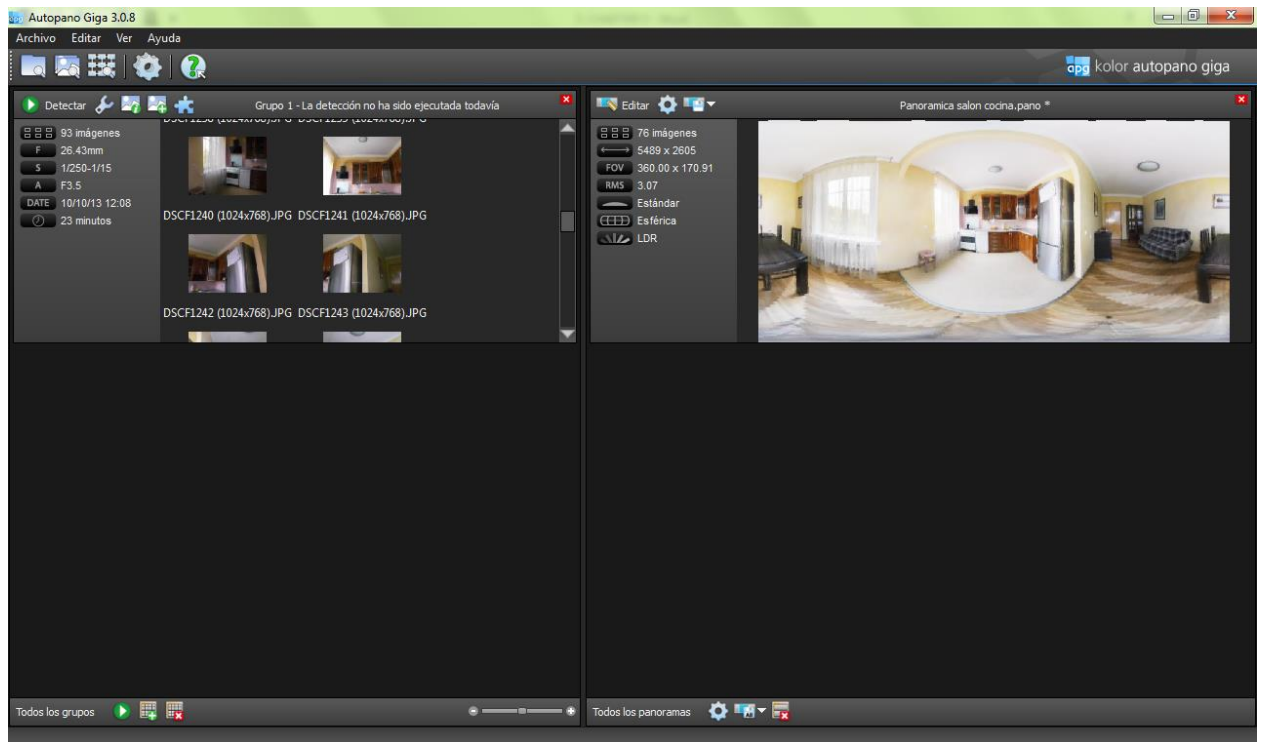 Autopano Giga 3.0.8
Archivo Editar Ver Ayuda
apg kolor autopano giga
Detectar Grupo 1 - La detección no ha sido ejecutada todavía
93 imágenes
F 26.43mm
S 1/250-1/15
A F3.5
DATE 10/10/13 12:08
23 minutos
DSCF1240 (1024x768).JPG DSCF1241 (1024x768).JPG
DSCF1242 (1024x768).JPG DSCF1243 (1024x768).JPG
Editar Panoramica salon cocina.pano *
76 imágenes
5489 x 2605
FOV 360.00 x 170.91
RMS 3.07
Estándar
Esférica
LDR
Todos los grupos
Todos los panoramas